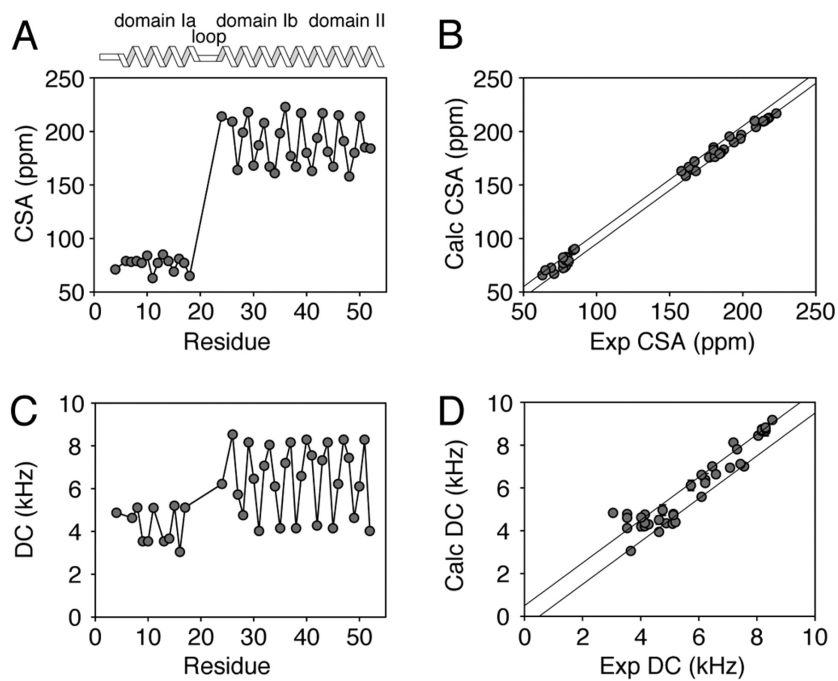 A
domain Ia domain Ib domain II
loop
250
200
150
100
50
CSA (ppm)
0 10 20 30 40 50
Residue
B
250
200
150
100
50
Calc CSA (ppm)
50 100 150 200 250
Exp CSA (ppm)
C
10
8
6
4
2
0
DC (kHz)
0 10 20 30 40 50
Residue
D
10
8
6
4
2
0
Calc DC (kHz)
0 2 4 6 8 10
Exp DC (kHz)